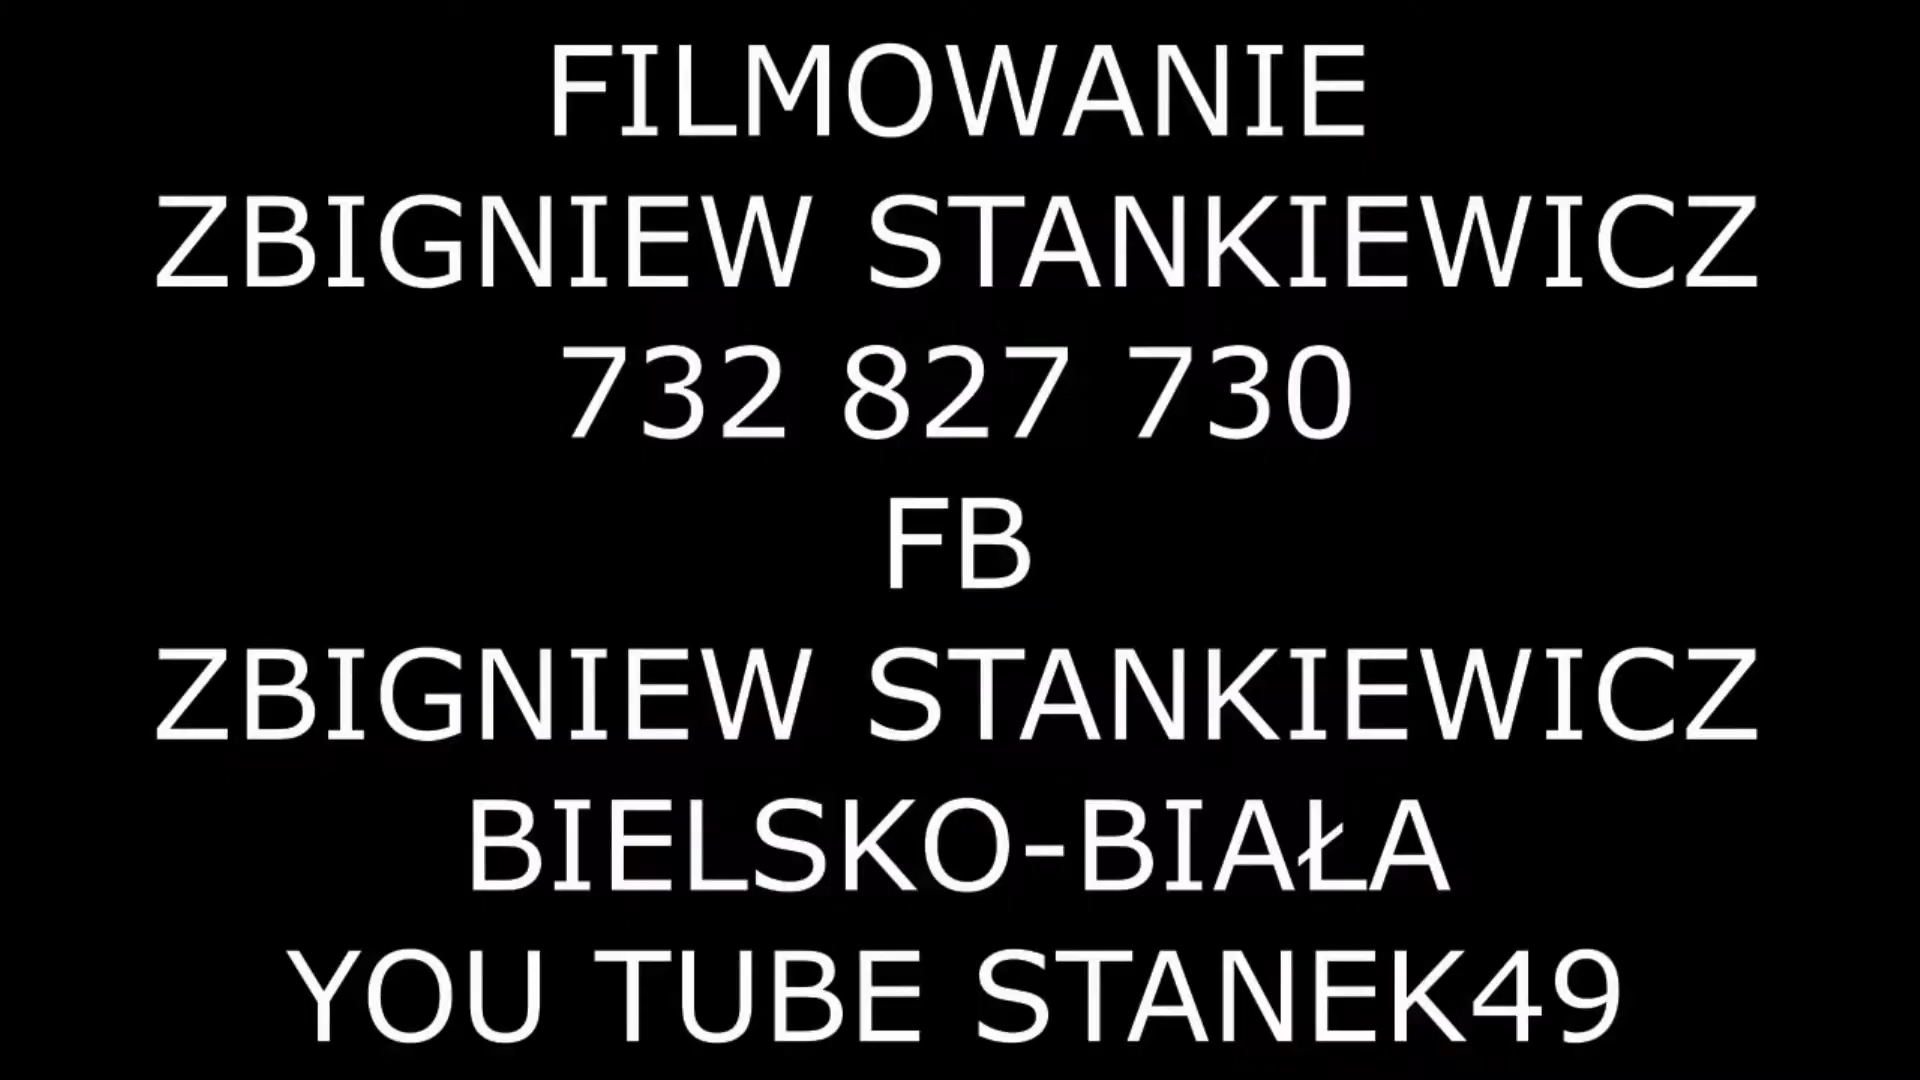 FILMOWANIE
ZBIGNIEW STANKIEWICZ
732 827 730
FB
ZBIGNIEW STANKIEWICZ
BIELSKO-BIAŁA
YOU TUBE STANEK49